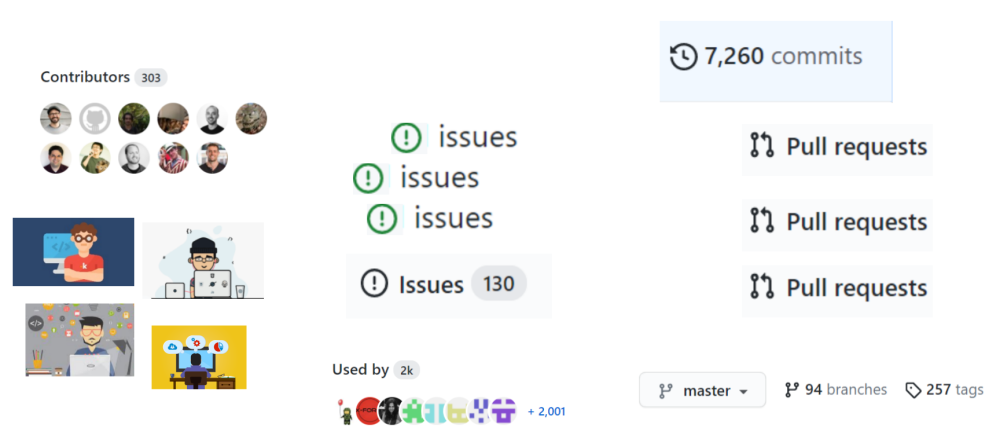 Contributors 303
7,260 commits
issues
issues
issues
Issues 130
Pull requests
Pull requests
Pull requests
Used by 2k
+ 2,001
master
94 branches
257 tags